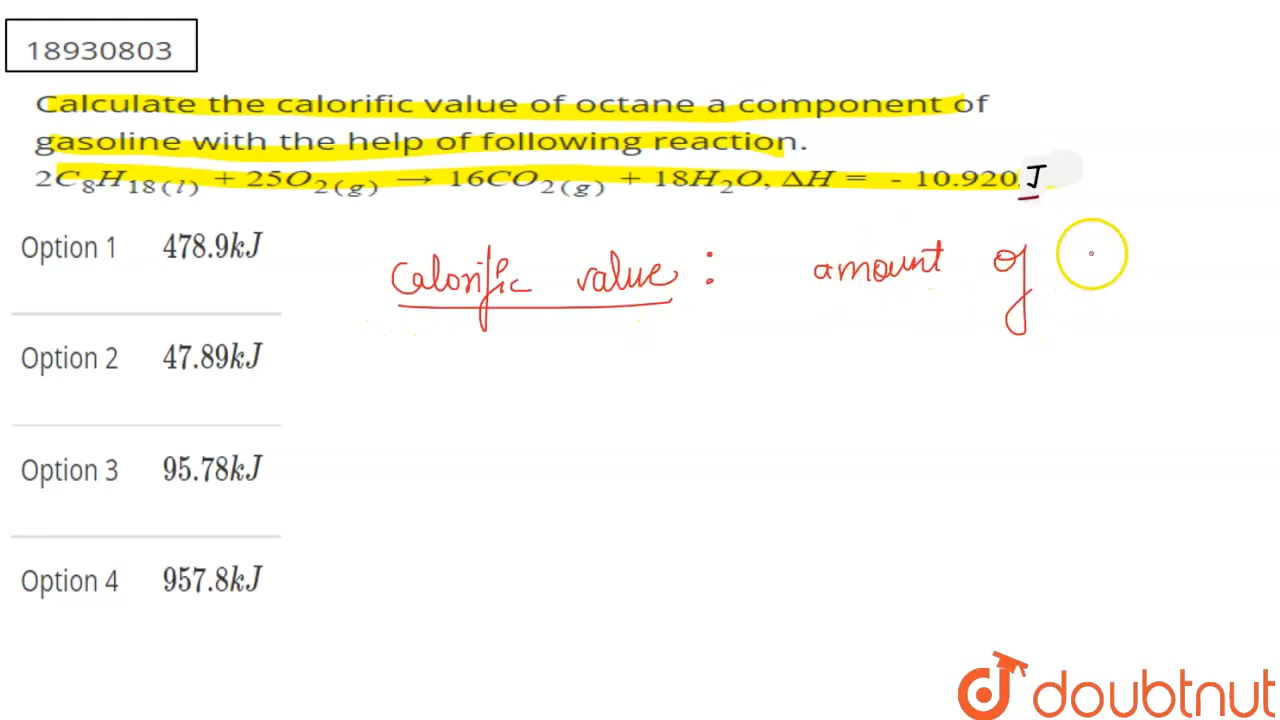 18930803
Calculate the calorific value of octane a component of
gasoline with the help of following reaction.
2C₈H₁₈₍ₗ₎ + 25O₂₍g₎ → 16CO₂₍g₎ + 18H₂O, ΔH = - 10.920 J
Option 1 478.9kJ
Calorific value : amount of
Option 2 47.89kJ
Option 3 95.78kJ
Option 4 957.8kJ
doubtnut